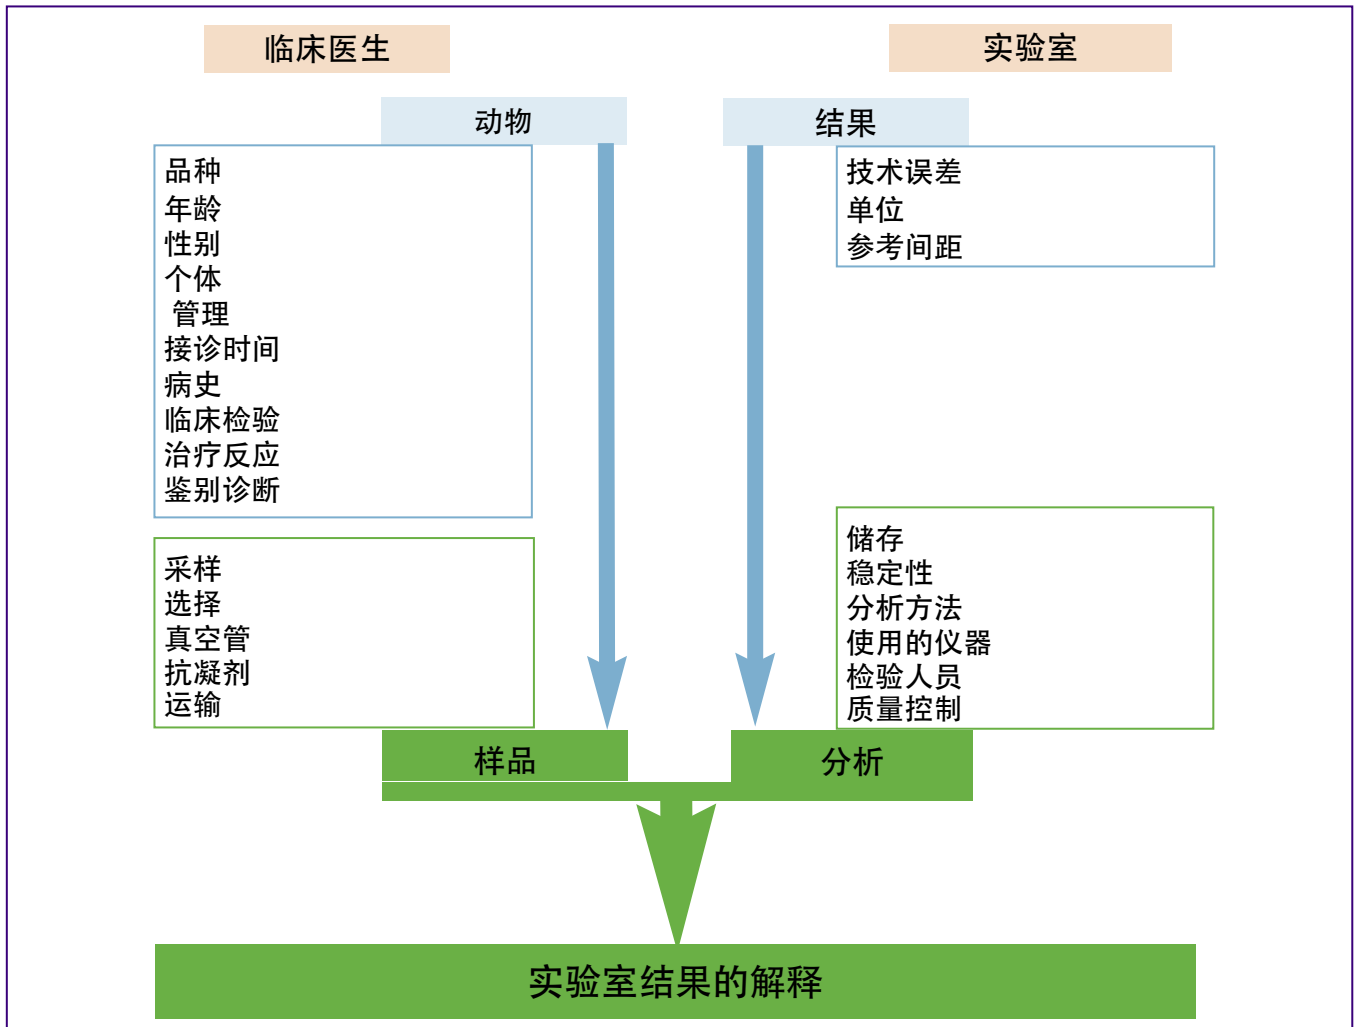 临床医生
实验室
动物
结果
品种
年龄
性别
个体
管理
接诊时间
病史
临床检验
治疗反应
鉴别诊断
技术误差
单位
参考间距
采样
选择
真空管
抗凝剂
运输
储存
稳定性
分析方法
使用的仪器
检验人员
质量控制
样品
分析
实验室结果的解释